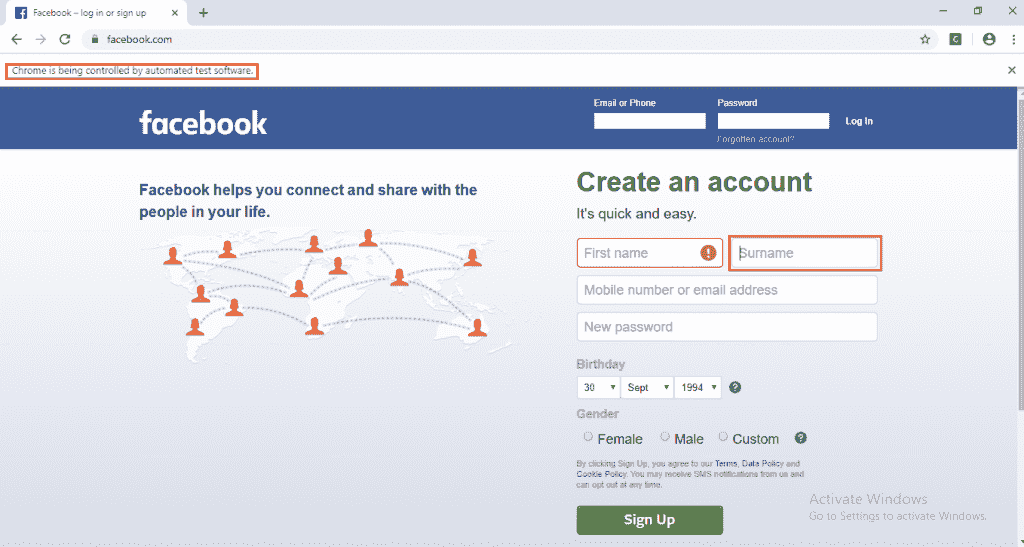 Facebook – log in or sign up
facebook.com
Chrome is being controlled by automated test software.
facebook
Email or Phone
Password
Log In
Forgotten account?
Facebook helps you connect and share with the
people in your life.
Create an account
It's quick and easy.
First name
Surname
Mobile number or email address
New password
Birthday
30 Sept 1994
Gender
Female Male Custom
By clicking Sign Up, you agree to our Terms, Data Policy and
Cookie Policy. You may receive SMS notifications from us and
can opt out at any time.
Sign Up
Activate Windows
Go to Settings to activate Windows.